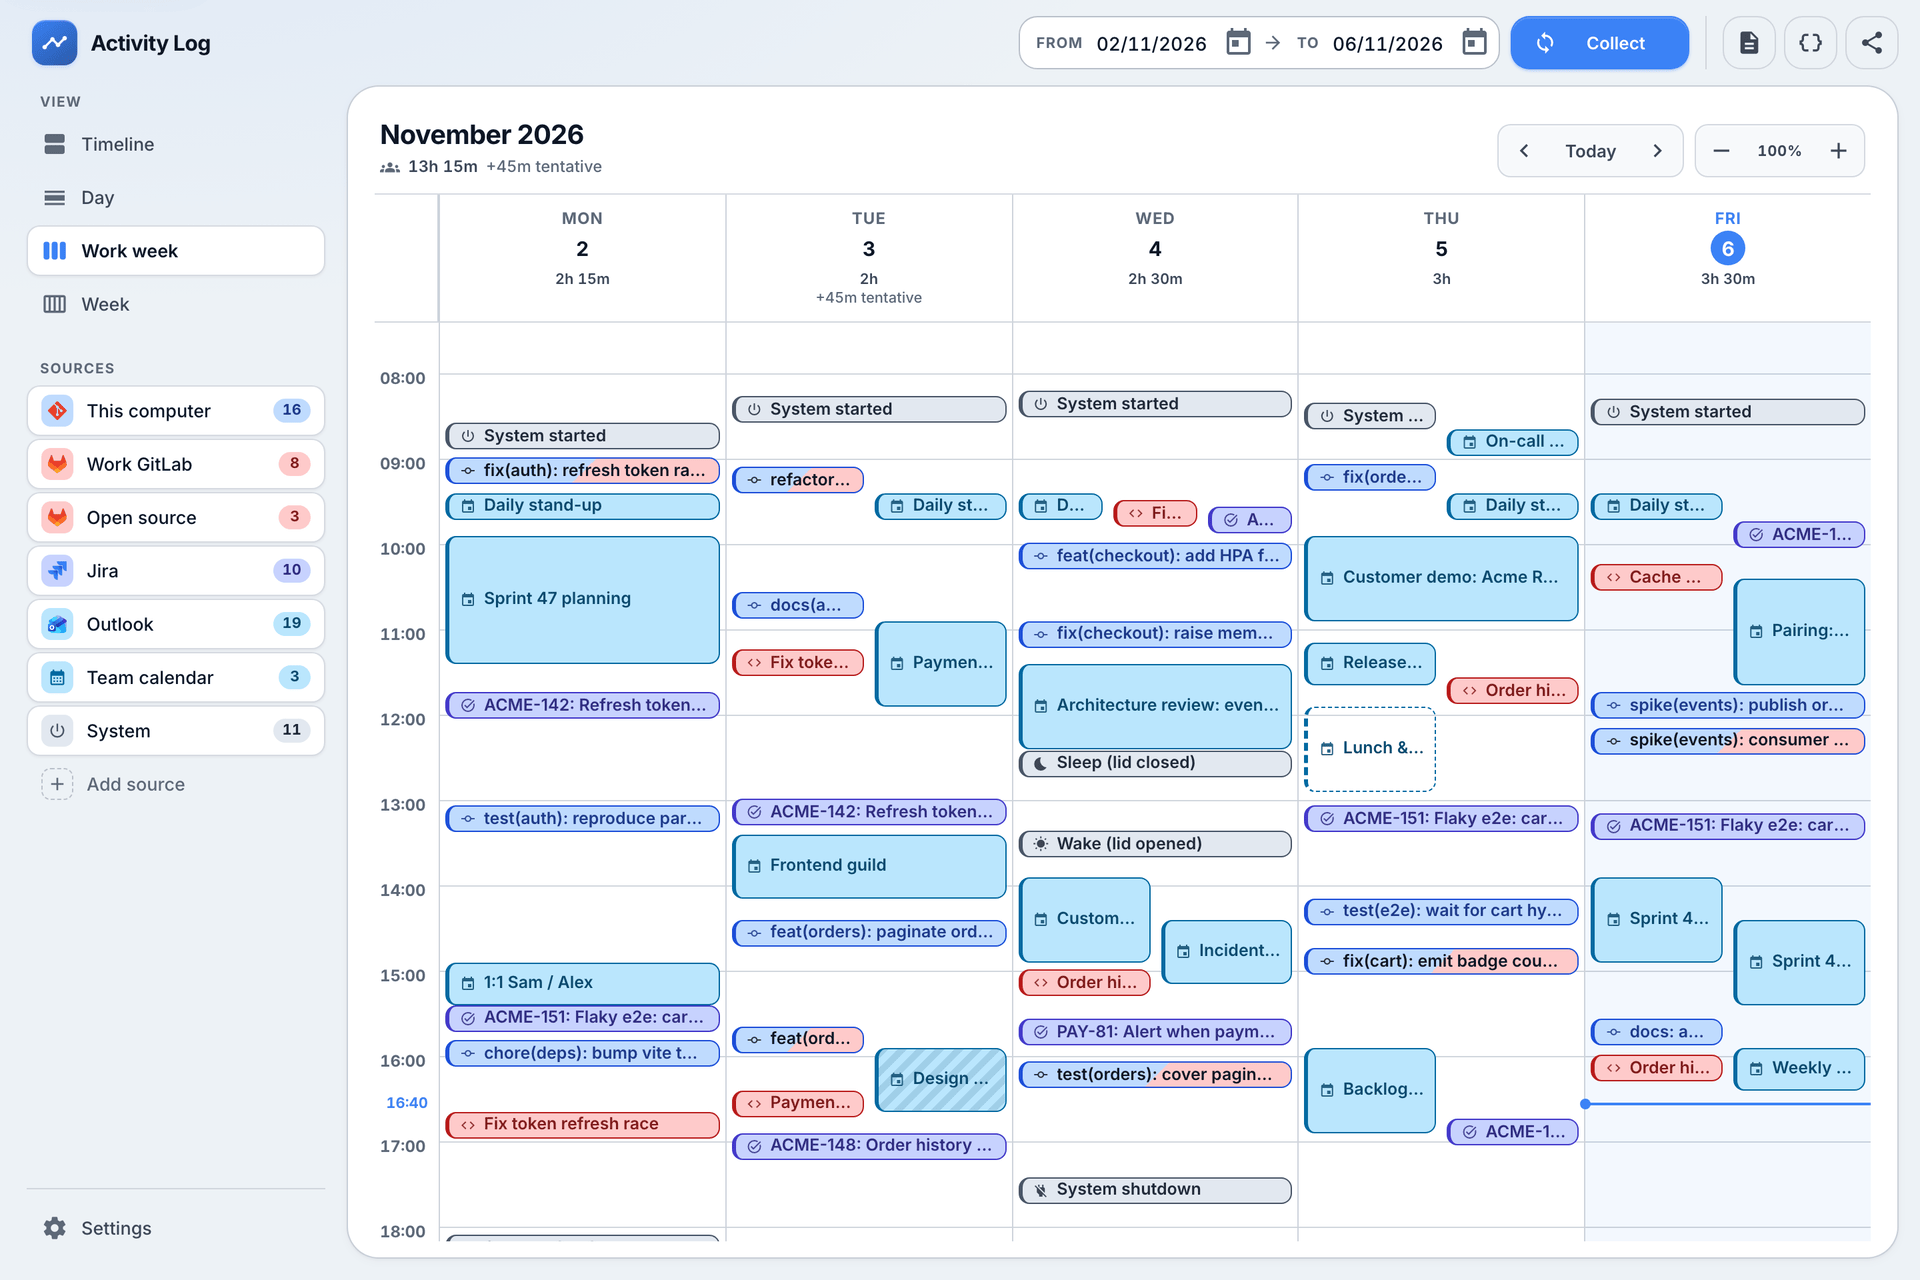 Activity Log
FROM 02/11/2026 → TO 06/11/2026
Collect
VIEW
Timeline
Day
Work week
Week
SOURCES
This computer 16
Work GitLab 8
Open source 3
Jira 10
Outlook 19
Team calendar 3
System 11
Add source
Settings
November 2026
13h 15m +45m tentative
Today
100%
MON
2
2h 15m
TUE
3
2h
+45m tentative
WED
4
2h 30m
THU
5
3h
FRI
6
3h 30m
08:00
09:00
10:00
11:00
12:00
13:00
14:00
15:00
16:00
16:40
17:00
18:00
System started
fix(auth): refresh token ra...
Daily stand-up
Sprint 47 planning
ACME-142: Refresh token...
test(auth): reproduce par...
1:1 Sam / Alex
ACME-151: Flaky e2e: car...
chore(deps): bump vite t...
Fix token refresh race
System started
refactor...
Daily st...
docs(a...
Paymen...
Fix toke...
ACME-142: Refresh token...
Frontend guild
feat(orders): paginate ord...
feat(ord...
Design ...
Paymen...
ACME-148: Order history ...
System started
D...
Fi...
A...
feat(checkout): add HPA f...
fix(checkout): raise mem...
Architecture review: even...
Sleep (lid closed)
Wake (lid opened)
Custom...
Incident...
Order hi...
PAY-81: Alert when paym...
test(orders): cover pagin...
System shutdown
System ...
On-call ...
fix(orde...
Daily st...
Customer demo: Acme R...
Release...
Order hi...
Lunch &...
ACME-151: Flaky e2e: car...
test(e2e): wait for cart hy...
fix(cart): emit badge cou...
Backlog...
ACME-1...
System started
Daily st...
ACME-1...
Cache ...
Pairing:...
spike(events): publish or...
spike(events): consumer ...
ACME-151: Flaky e2e: car...
Sprint 4...
Sprint 4...
docs: a...
Order hi...
Weekly ...